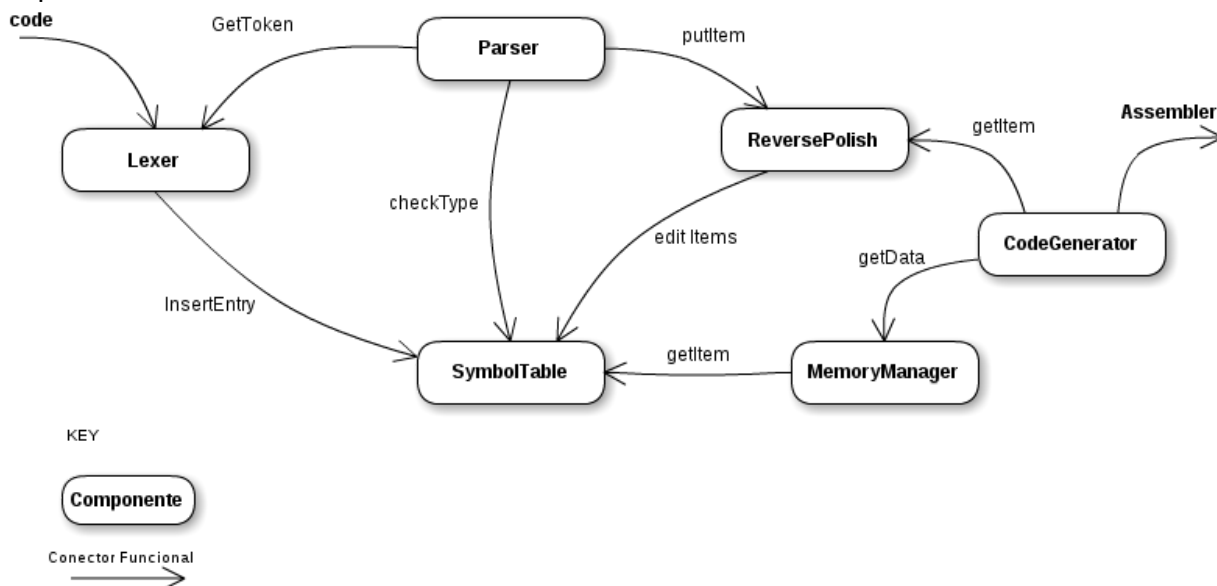 code
GetToken
Parser
putItem
Lexer
ReversePolish
getItem
Assembler
checkType
edit Items
CodeGenerator
getData
InsertEntry
SymbolTable
getItem
MemoryManager
KEY
Componente
Conector Funcional